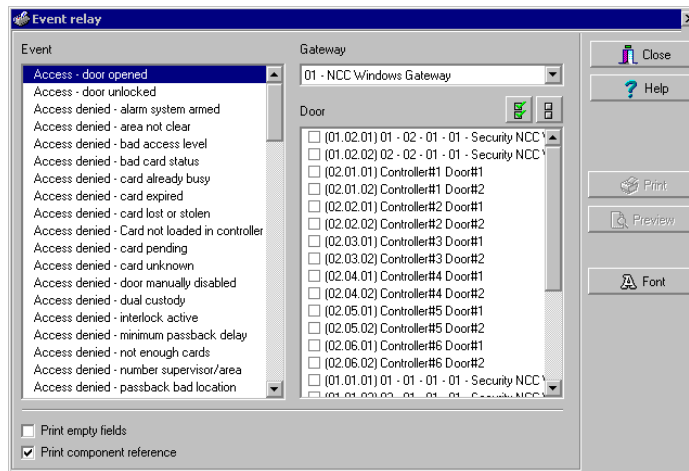 Event relay
Event
Access - door opened
Access - door unlocked
Access denied - alarm system armed
Access denied - area not clear
Access denied - bad access level
Access denied - bad card status
Access denied - card already busy
Access denied - card expired
Access denied - card lost or stolen
Access denied - Card not loaded in controller
Access denied - card pending
Access denied - card unknown
Access denied - door manually disabled
Access denied - dual custody
Access denied - interlock active
Access denied - minimum passback delay
Access denied - not enough cards
Access denied - number supervisor/area
Access denied - passback bad location
Gateway
01 - NCC Windows Gateway
Door
(01.02.01) 01 - 02 - 01 - 01 - Security NCC
(01.02.02) 02 - 02 - 01 - 01 - Security NCC
(02.01.01) Controller#1 Door#1
(02.01.02) Controller#1 Door#2
(02.02.01) Controller#2 Door#1
(02.02.02) Controller#2 Door#2
(02.03.01) Controller#3 Door#1
(02.03.02) Controller#3 Door#2
(02.04.01) Controller#4 Door#1
(02.04.02) Controller#4 Door#2
(02.05.01) Controller#5 Door#1
(02.05.02) Controller#5 Door#2
(02.06.01) Controller#6 Door#1
(02.06.02) Controller#6 Door#2
(01.01.01) 01 - 01 - 01 - 01 - Security NCC
Close
Help
Print
Preview
Font
Print empty fields
Print component reference